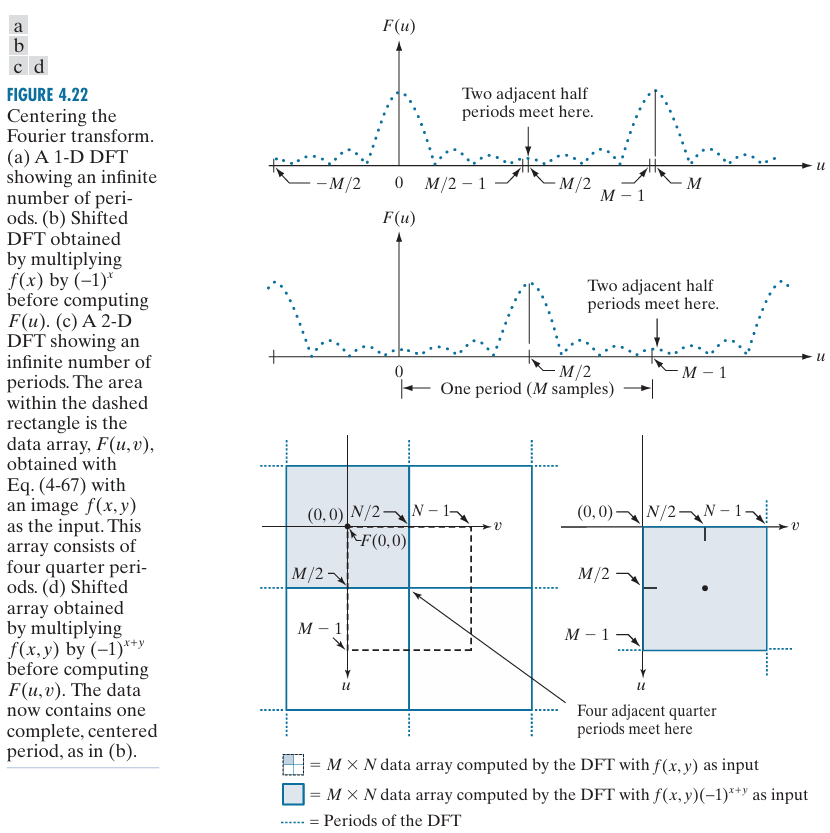 a
b
c d
FIGURE 4.22
Centering the
Fourier transform.
(a) A 1-D DFT
showing an infinite
number of peri-
ods. (b) Shifted
DFT obtained
by multiplying
f(x) by (−1)ˣ
before computing
F(u). (c) A 2-D
DFT showing an
infinite number of
periods. The area
within the dashed
rectangle is the
data array, F(u,v),
obtained with
Eq. (4-67) with
an image f(x,y)
as the input. This
array consists of
four quarter peri-
ods. (d) Shifted
array obtained
by multiplying
f(x,y) by (−1)ˣ⁺ʸ
before computing
F(u,v). The data
now contains one
complete, centered
period, as in (b).
F(u)
Two adjacent half
periods meet here.
−M/2
0
M/2 − 1
M/2
M − 1
M
u
F(u)
Two adjacent half
periods meet here.
0
M/2
M − 1
u
One period (M samples)
(0, 0)
N/2
N − 1
v
F(0, 0)
M/2
M − 1
u
(0, 0)
N/2
N − 1
v
M/2
M − 1
u
Four adjacent quarter
periods meet here
= M × N data array computed by the DFT with f(x, y) as input
= M × N data array computed by the DFT with f(x, y)(−1)ˣ⁺ʸ as input
= Periods of the DFT